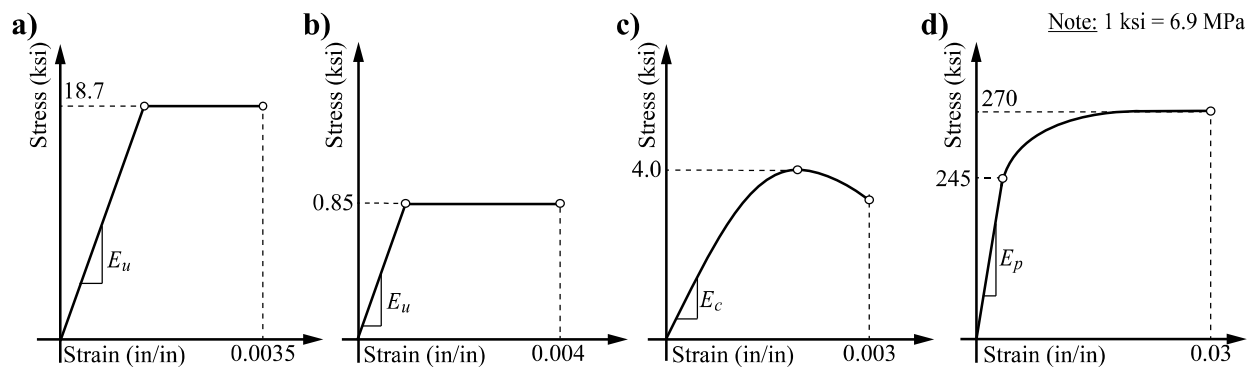 a)
Stress (ksi)
18.7
E_u
Strain (in/in)
0.0035
b)
Stress (ksi)
0.85
E_u
Strain (in/in)
0.004
c)
Stress (ksi)
4.0
E_c
Strain (in/in)
0.003
d)
Note: 1 ksi = 6.9 MPa
Stress (ksi)
270
245
E_p
Strain (in/in)
0.03